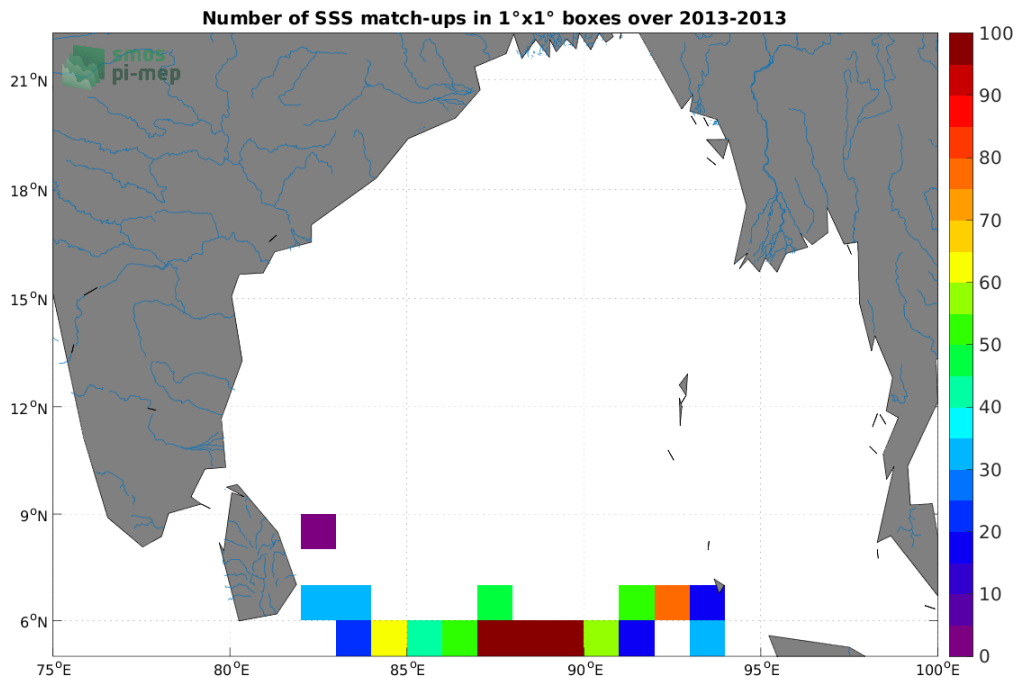 Number of SSS match-ups in 1°x1° boxes over 2013-2013
smos
pi-mep
21°N
18°N
15°N
12°N
9°N
6°N
75°E
80°E
85°E
90°E
95°E
100°E
100
90
80
70
60
50
40
30
20
10
0